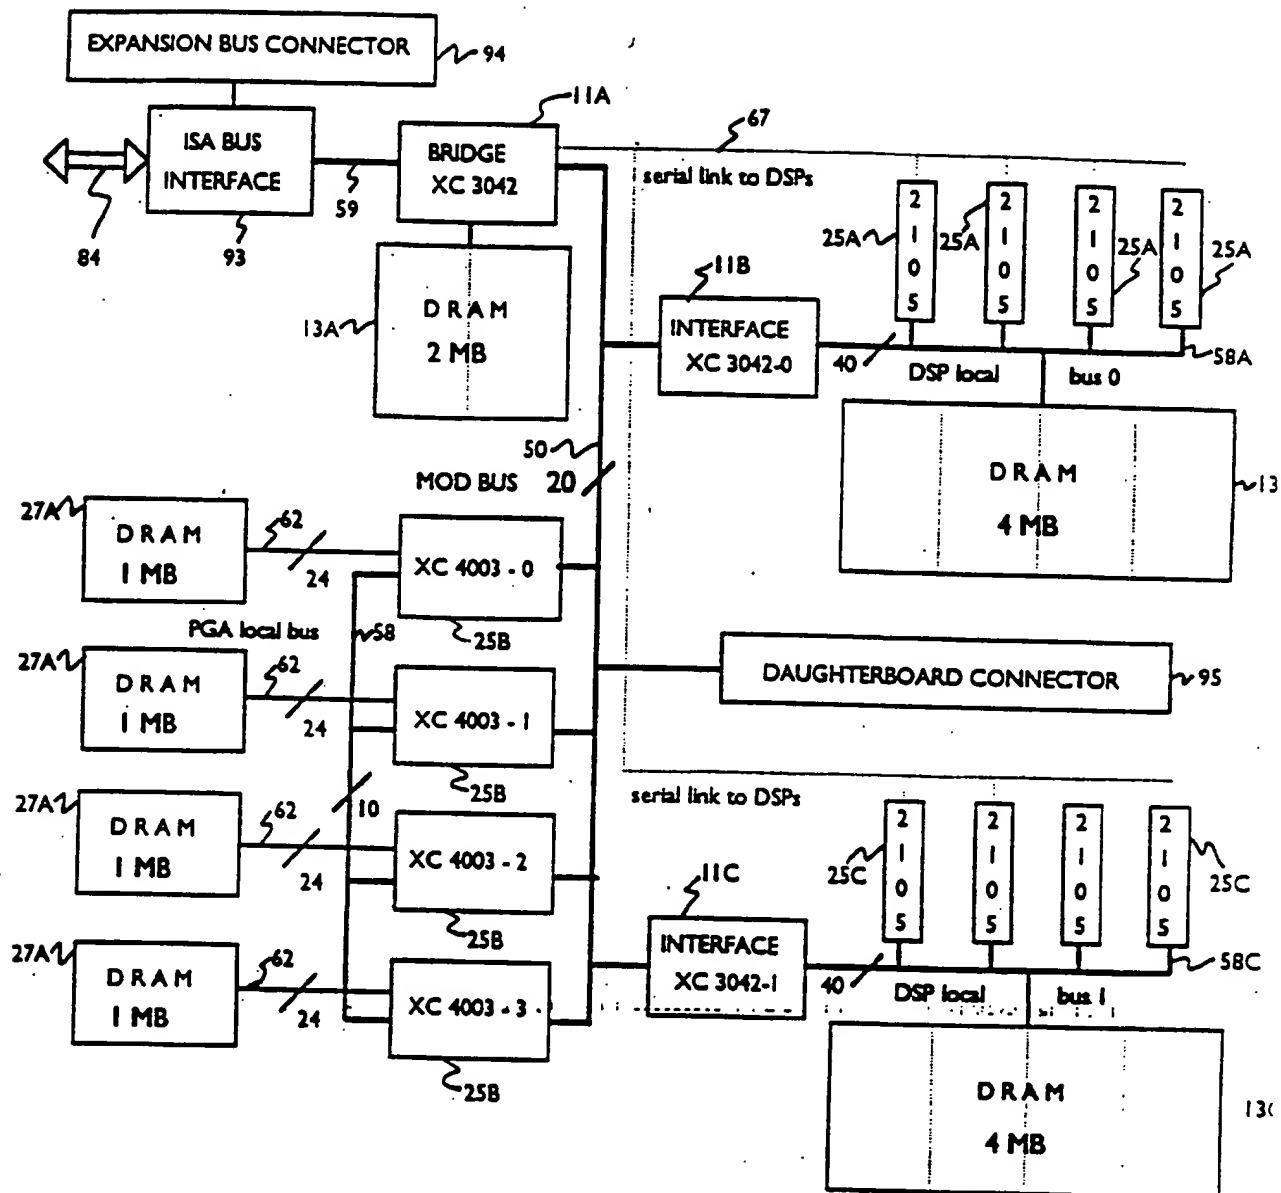 EXPANSION BUS CONNECTOR
94
11A
67
ISA BUS
INTERFACE
BRIDGE
XC 3042
59
84
93
serial link to DSPs
2105
2105
2105
2105
25A
25A
25A
25A
11B
13A
DRAM
2 MB
INTERFACE
XC 3042-0
40
58A
DSP local
bus 0
50
MOD BUS 20
DRAM
4 MB
27A
DRAM
1 MB
62
24
XC 4003 - 0
25B
PGA local bus
58
27A
DRAM
1 MB
62
24
XC 4003 - 1
25B
DAUGHTERBOARD CONNECTOR
95
10
serial link to DSPs
27A
DRAM
1 MB
62
24
XC 4003 - 2
25B
2105
2105
2105
2105
25C
25C
11C
INTERFACE
XC 3042-1
40
58C
DSP local
bus 1
27A
DRAM
1 MB
62
24
XC 4003 - 3
25B
DRAM
4 MB